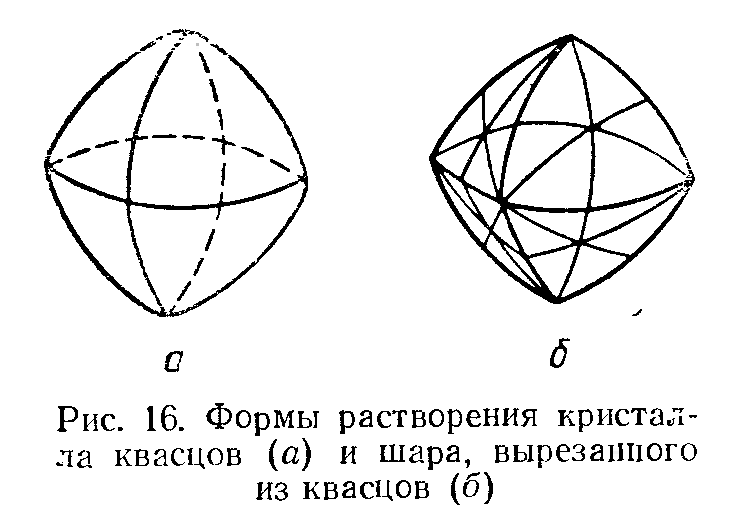 а
б
Рис. 16. Формы растворения кристал-
ла квасцов (а) и шара, вырезанного
из квасцов (б)